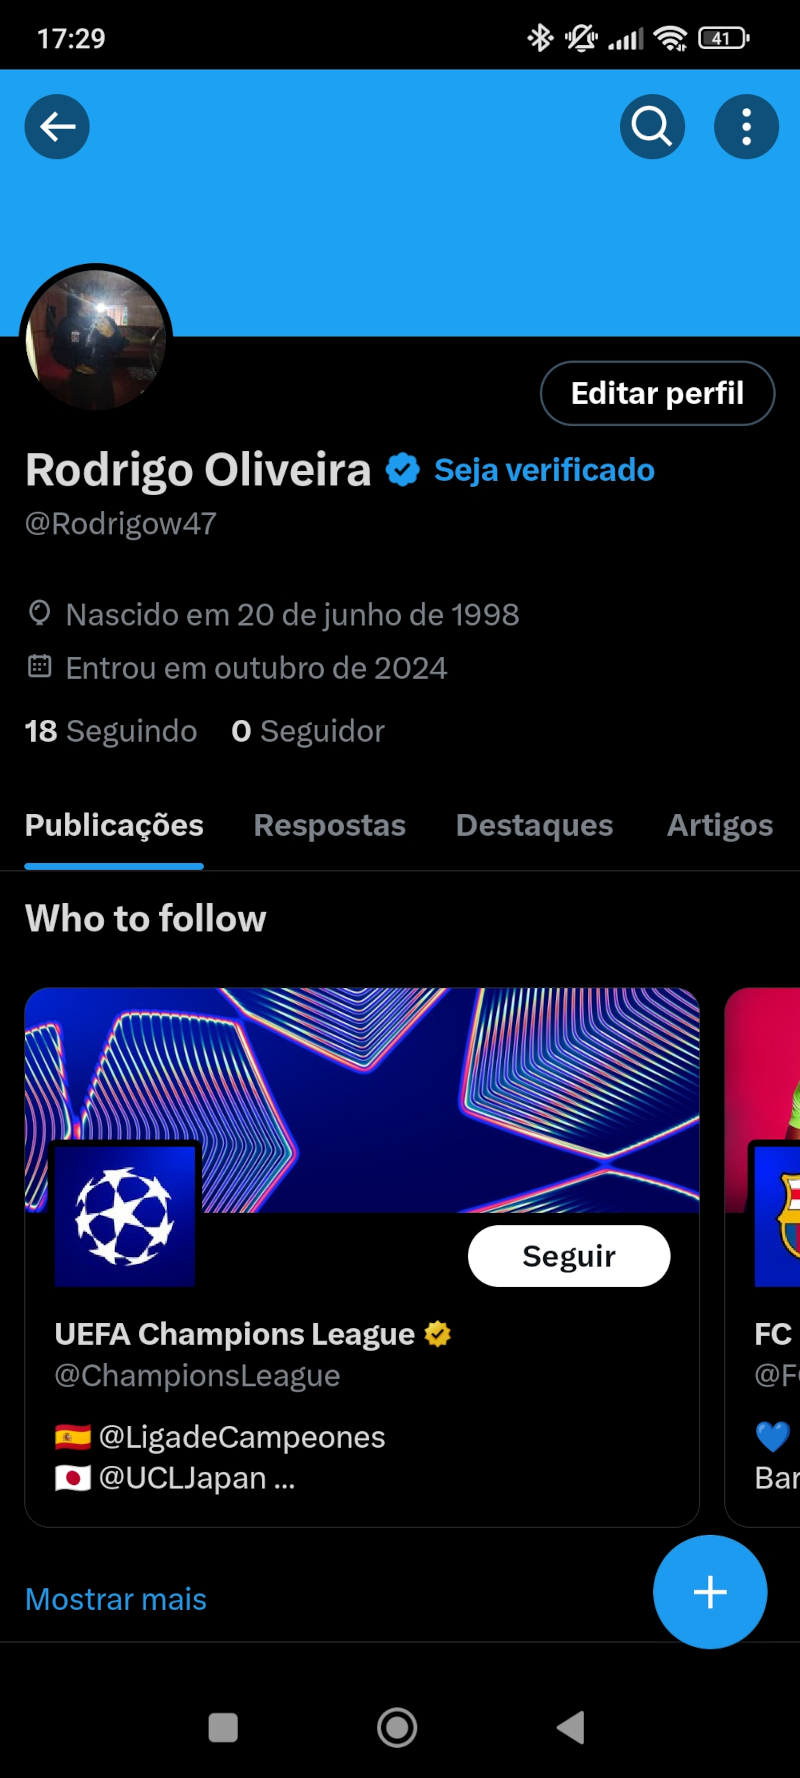 17:29
41
Editar perfil
Rodrigo Oliveira Seja verificado
@Rodrigow47
Nascido em 20 de junho de 1998
Entrou em outubro de 2024
18 Seguindo 0 Seguidor
Publicações Respostas Destaques Artigos
Who to follow
Seguir
UEFA Champions League
@ChampionsLeague
🇪🇸 @LigadeCampeones
🇯🇵 @UCLJapan ...
FC
@F
💙
Bar
Mostrar mais